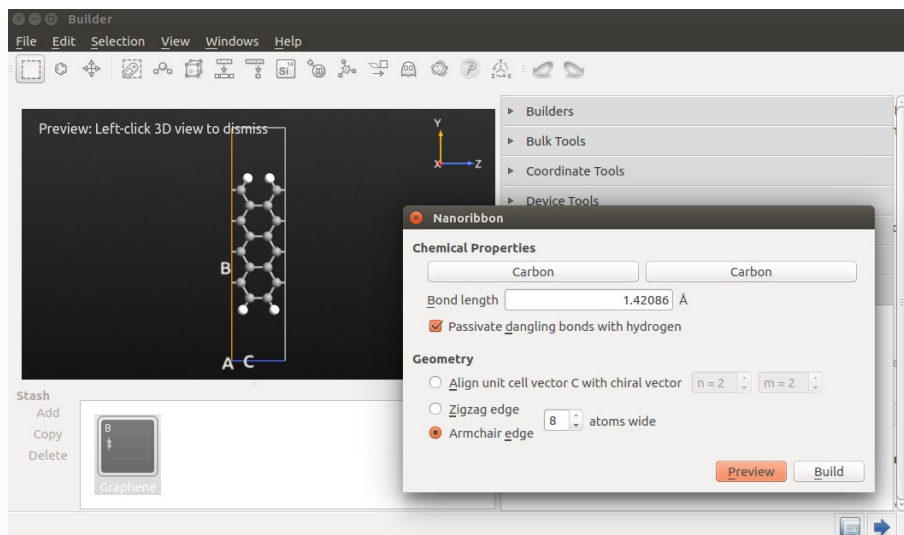 Builder
File Edit Selection View Windows Help
Si 14
Preview: Left-click 3D view to dismiss
Y
X Z
B
A C
Builders
Bulk Tools
Coordinate Tools
Device Tools
Nanoribbon
Chemical Properties
Carbon Carbon
Bond length 1.42086 Å
Passivate dangling bonds with hydrogen
Geometry
Align unit cell vector C with chiral vector n = 2 m = 2
Zigzag edge
8 atoms wide
Armchair edge
Preview Build
Stash
Add
Copy
Delete
B
Graphene